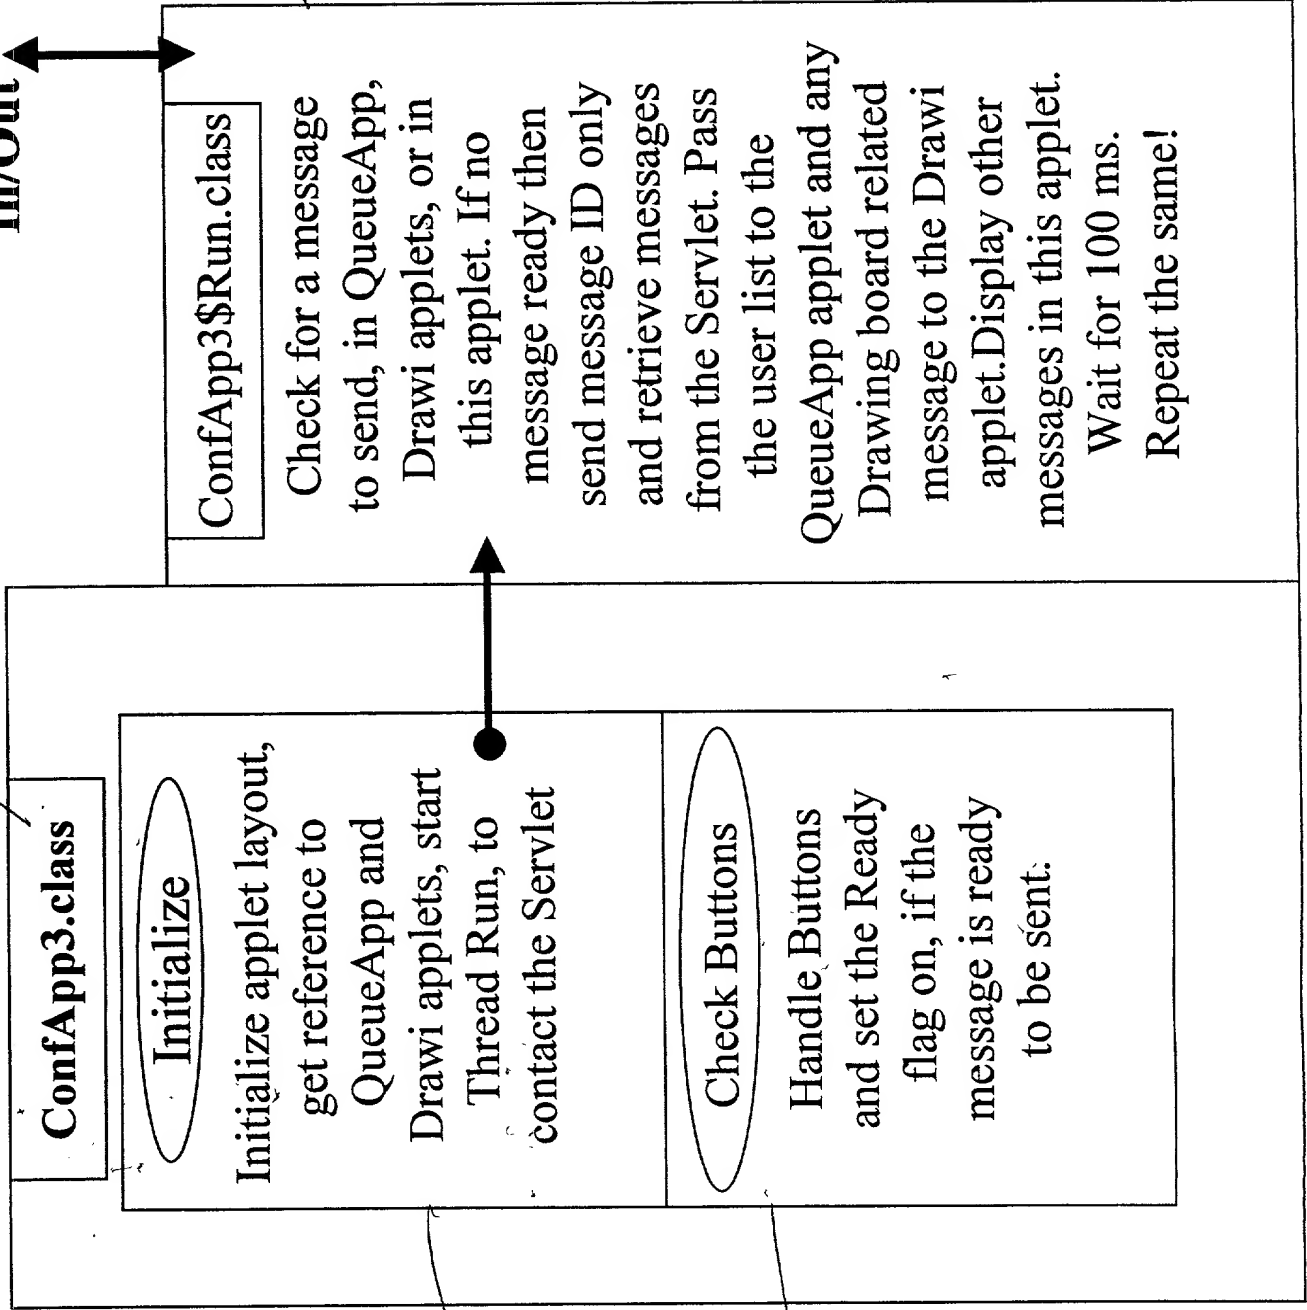 In/Out
ConfApp3.class
Initialize
Initialize applet layout,
get reference to
QueueApp and
Drawi applets, start
Thread Run, to
contact the Servlet
Check Buttons
Handle Buttons
and set the Ready
flag on, if the
message is ready
to be sent.
ConfApp3$Run.class
Check for a message
to send, in QueueApp,
Drawi applets, or in
this applet. If no
message ready then
send message ID only
and retrieve messages
from the Servlet. Pass
the user list to the
QueueApp applet and any
Drawing board related
message to the Drawi
applet.Display other
messages in this applet.
Wait for 100 ms.
Repeat the same!